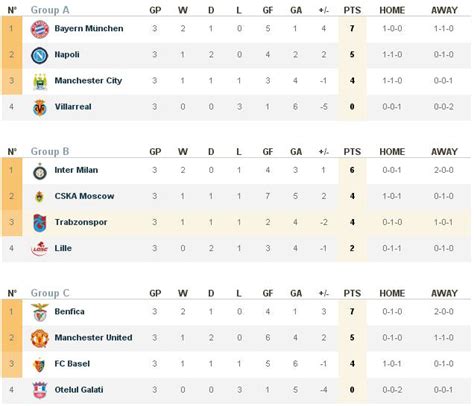 N° Group A GP W D L GF GA +/- PTS HOME AWAY
1 Bayern München 3 2 1 0 5 1 4 7 1-0-0 1-1-0
2 Napoli 3 1 2 0 4 2 2 5 1-0-0 0-2-0
3 Manchester City 3 1 1 1 3 4 -1 4 1-1-0 0-0-1
4 Villarreal 3 0 0 3 1 6 -5 0 0-0-1 0-0-2
N° Group B GP W D L GF GA +/- PTS HOME AWAY
1 Inter Milan 3 2 0 1 4 3 1 6 0-0-1 2-0-0
2 CSKA Moscow 3 1 1 1 7 5 2 4 1-0-1 0-1-0
3 Trabzonspor 3 1 1 1 2 4 -2 4 0-1-0 1-0-1
4 Lille 3 0 2 1 3 4 -1 2 0-1-1 0-1-0
N° Group C GP W D L GF GA +/- PTS HOME AWAY
1 Benfica 3 2 1 0 4 1 3 7 0-1-0 2-0-0
2 Manchester United 3 1 2 0 6 4 2 5 0-1-0 1-1-0
3 FC Basel 3 1 1 1 5 6 -1 4 1-0-1 0-1-0
4 Otelul Galati 3 0 0 3 1 5 -4 0 0-0-2 0-0-1